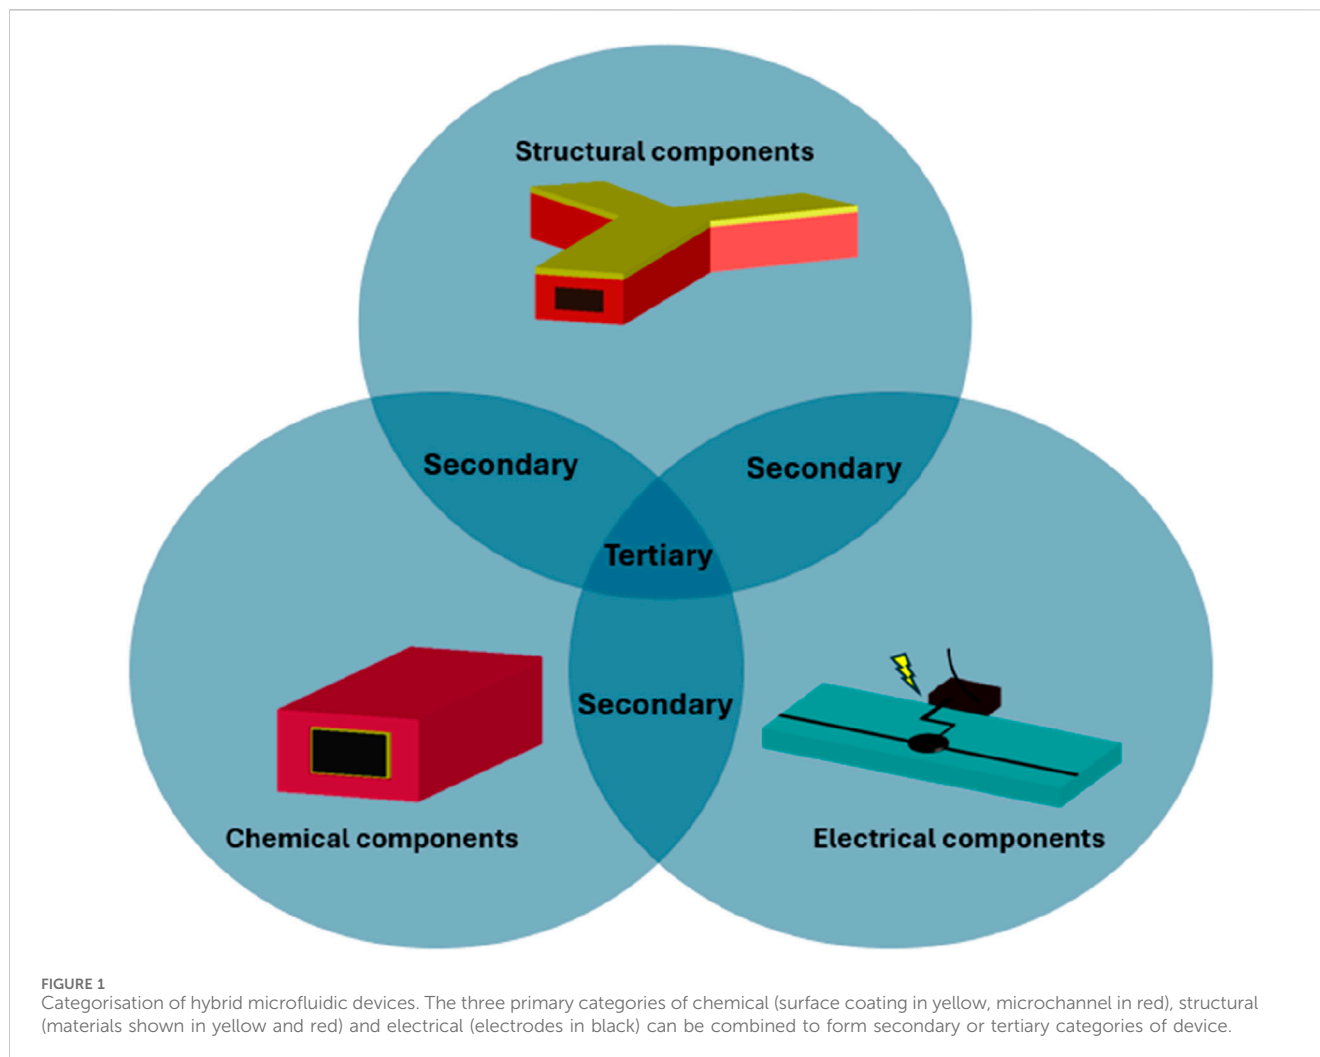 Structural components
Secondary
Secondary
Tertiary
Secondary
Chemical components
Electrical components
FIGURE 1
Categorisation of hybrid microfluidic devices. The three primary categories of chemical (surface coating in yellow, microchannel in red), structural
(materials shown in yellow and red) and electrical (electrodes in black) can be combined to form secondary or tertiary categories of device.